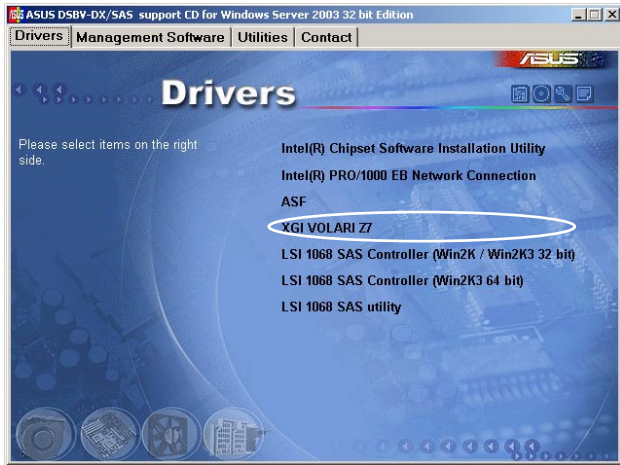 ASUS DSBV-DX/SAS support CD for Windows Server 2003 32 bit Edition
Drivers Management Software Utilities Contact
ASUS
Drivers
Please select items on the right
side.
Intel(R) Chipset Software Installation Utility
Intel(R) PRO/1000 EB Network Connection
ASF
XGI VOLARI Z7
LSI 1068 SAS Controller (Win2K / Win2K3 32 bit)
LSI 1068 SAS Controller (Win2K3 64 bit)
LSI 1068 SAS utility